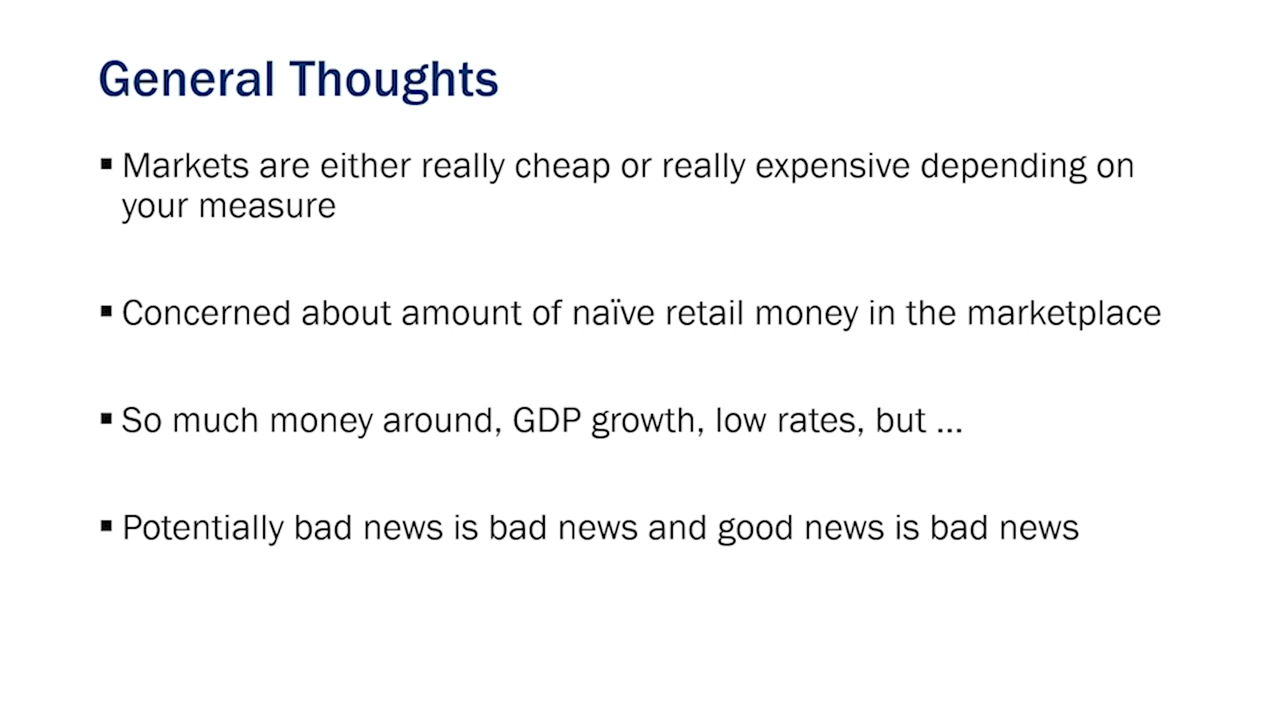 General Thoughts
▪ Markets are either really cheap or really expensive depending on
your measure
▪ Concerned about amount of naïve retail money in the marketplace
▪ So much money around, GDP growth, low rates, but ...
▪ Potentially bad news is bad news and good news is bad news